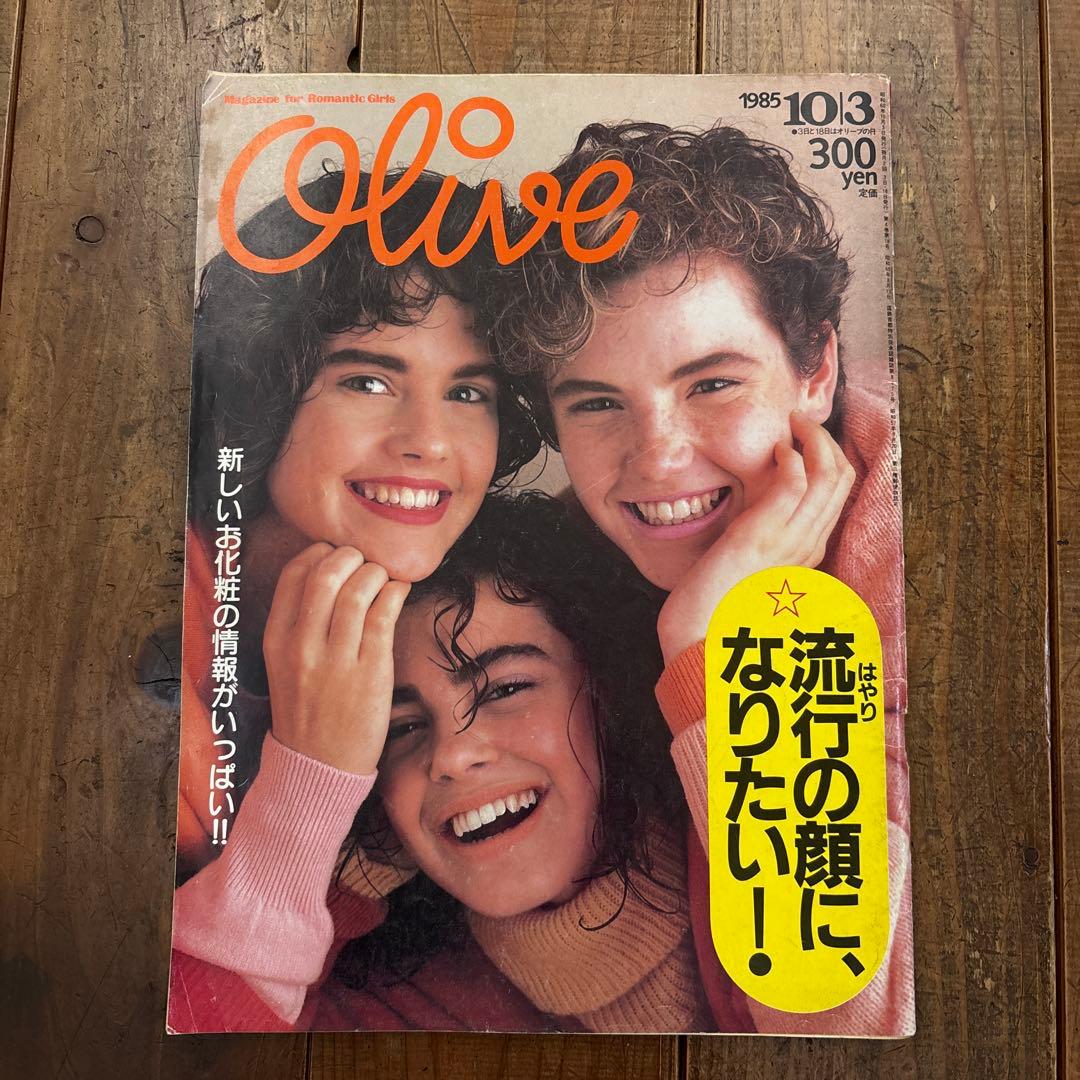 Magazine for Romantic Girls
Olive
1985 10|3
●3日と18日はオリーブの日
300
yen
定価
新しいお化粧の情報がいっぱい!!
☆
流行の顔に、
はやり
なりたい!